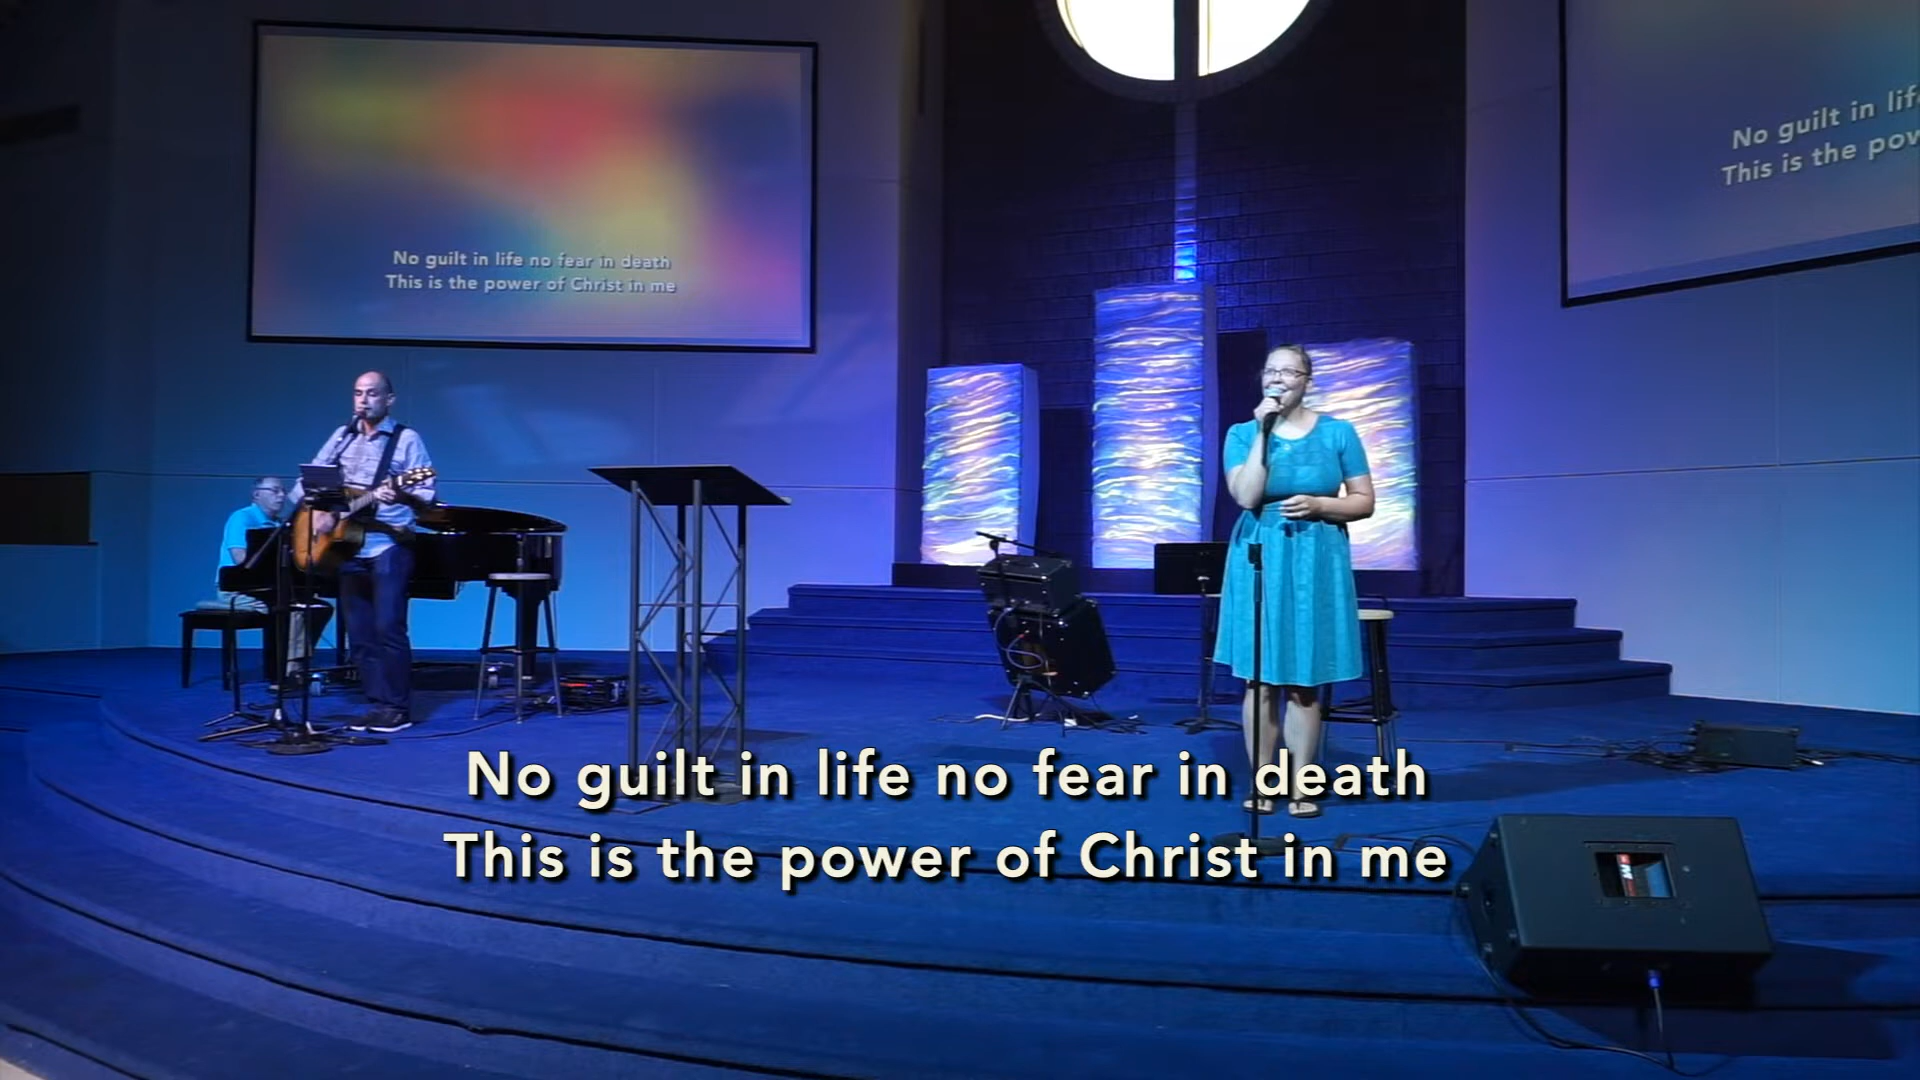 No guilt in life no fear in death
This is the power of Christ in me
No guilt in lif
This is the pow
No guilt in life no fear in death
This is the power of Christ in me